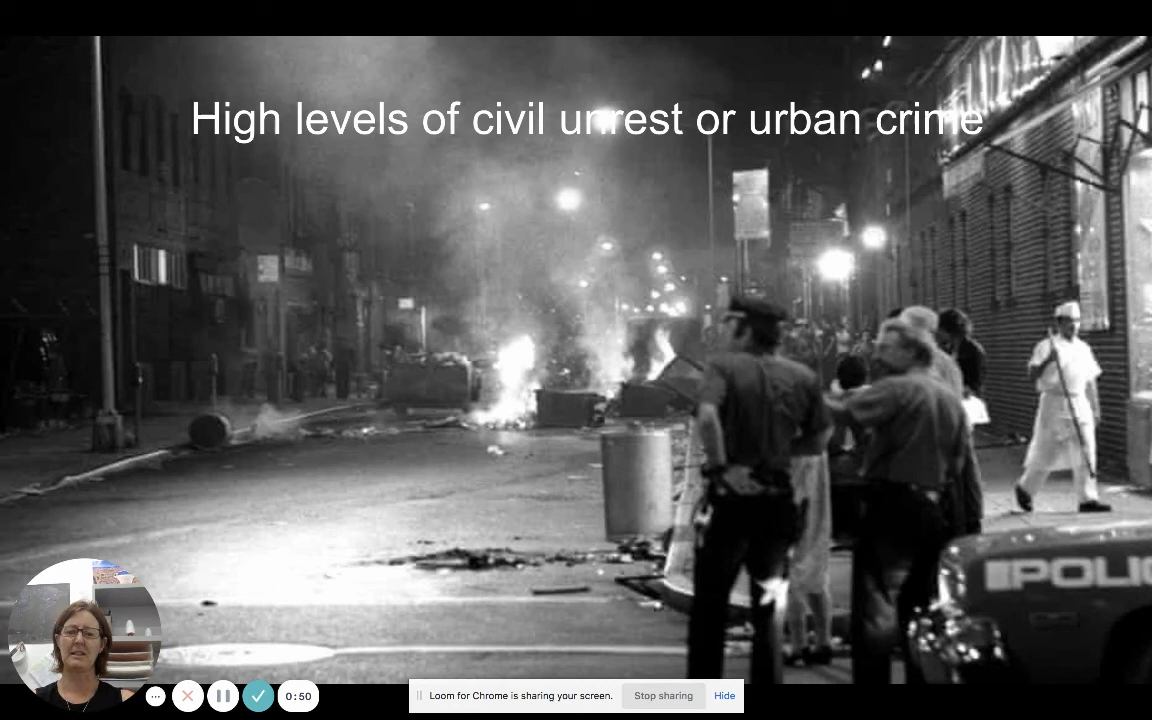 High levels of civil unrest or urban crime
POLIC
0:50
Loom for Chrome is sharing your screen.
Stop sharing
Hide